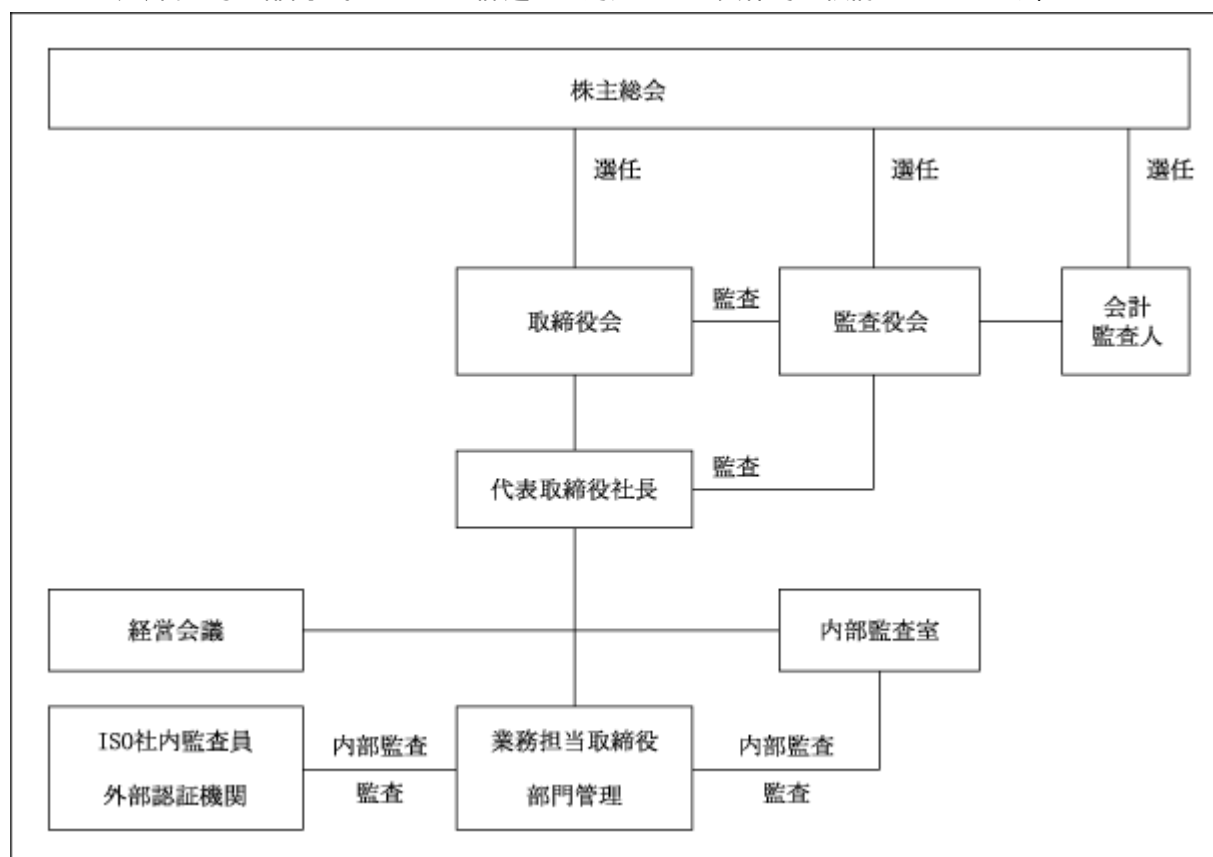 株主総会
選任
選任
選任
取締役会
監査
監査役会
会計
監査人
代表取締役社長
監査
経営会議
内部監査室
ISO社内監査員
外部認証機関
内部監査
監査
業務担当取締役
部門管理
内部監査
監査